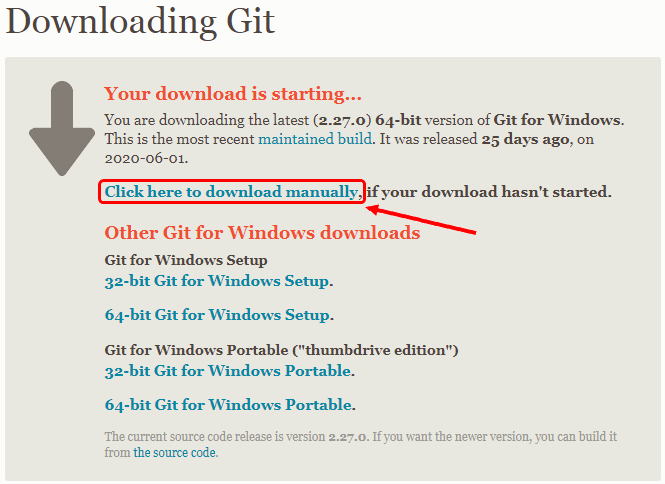 Downloading Git
Your download is starting...
You are downloading the latest (2.27.0) 64-bit version of Git for Windows.
This is the most recent maintained build. It was released 25 days ago, on
2020-06-01.
Click here to download manually, if your download hasn't started.
Other Git for Windows downloads
Git for Windows Setup
32-bit Git for Windows Setup.
64-bit Git for Windows Setup.
Git for Windows Portable ("thumbdrive edition")
32-bit Git for Windows Portable.
64-bit Git for Windows Portable.
The current source code release is version 2.27.0. If you want the newer version, you can build it
from the source code.